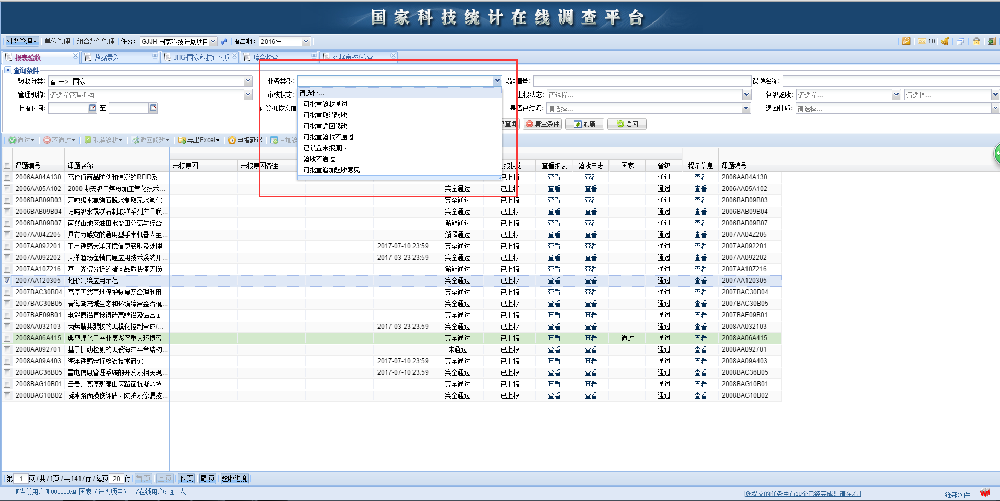 国家科技统计在线调查平台
业务管理 单位管理 组合条件管理 任务: GJJH 国家科技计划项目 报告期: 2016年 10
报表验收 数据录入 JHG-国家科技计划项 综合检查 数据审核/检查
查询条件
验收分类: 省 —> 国家 业务类型: 课题编号: 课题名称:
管理机构: 请选择管理机构 审核状态: 上报状态: 请选择... 各级验收: 请选择... 请选择...
上报时间: 至 计算机核实信 是否已结项: 请选择... 退回性质: 请选择...
请选择...
可批量验收通过
可批量取消验收
可批量返回修改
可批量验收不通过
已设置未报原因
验收不通过
可批量追加验收意见
查询 清空条件 刷新 返回
通过 不通过 取消验收 返回修改 导出Excel 申报延迟 追加验
课题编号 课题名称 未报原因 未报原因备注 上报状态 查看报表 验收日志 国家 省级 提示信息 课题编号
2006AA04A130 高价值商品防伪和追溯的RFID系... 已上报 查看 查看 通过 查看 2006AA04A130
2006AA05A102 2000吨/天级干煤粉加压气化技术... 完全通过 已上报 查看 查看 通过 查看 2006AA05A102
2006BAB09B03 万吨级水氯镁石脱水制取无水氯化... 完全通过 已上报 查看 查看 通过 查看 2006BAB09B03
2006BAB09B04 万吨级水氯镁石制取镁系列产品联... 完全通过 已上报 查看 查看 通过 查看 2006BAB09B04
2006BAB09B07 南翼山地区油田水盐田分离与综合... 解释通过 已上报 查看 查看 通过 查看 2006BAB09B07
2007AA04Z205 具有力感觉的通用型手术机器人主... 解释通过 已上报 查看 查看 通过 查看 2007AA04Z205
2007AA092201 卫星遥感大洋环境信息获取及处理... 2017-07-10 23:59 完全通过 已上报 查看 查看 通过 查看 2007AA092201
2007AA092202 大洋渔场渔情信息应用技术系统开... 2017-03-23 23:59 完全通过 已上报 查看 查看 通过 查看 2007AA092202
2007AA10Z216 基于光谱分析的猪肉品质快速无损... 解释通过 已上报 查看 查看 通过 查看 2007AA10Z216
2007AA120305 地形测绘应用示范 完全通过 已上报 查看 查看 通过 查看 2007AA120305
2007BAC30B04 高原天然草地保护恢复及合理利用... 完全通过 已上报 查看 查看 通过 查看 2007BAC30B04
2007BAC30B05 青海湖流域生态和环境综合整治模... 完全通过 已上报 查看 查看 通过 查看 2007BAC30B05
2007BAE09B01 电解原铝直接铸造高端铝及铝合金... 完全通过 已上报 查看 查看 通过 查看 2007BAE09B01
2008AA032103 丙烯腈共聚物的规模化控制合成/... 2017-03-23 23:59 完全通过 已上报 查看 查看 通过 查看 2008AA032103
2008AA06A415 典型煤化工产业集聚区重大环境污... 完全通过 已上报 查看 查看 通过 通过 查看 2008AA06A415
2008AA092701 基于振动检测的现役海洋平台结构... 未通过 已上报 查看 查看 通过 查看 2008AA092701
2008AA09A403 海洋遥感定标检验技术研究 2017-07-10 23:59 完全通过 已上报 查看 查看 通过 查看 2008AA09A403
2008BAC36B05 雷电信息管理系统的开发及相关规... 2017-07-10 23:59 完全通过 已上报 查看 查看 通过 查看 2008BAC36B05
2008BAG10B01 云贵川高原潮湿山区路面抗凝冰技... 完全通过 已上报 查看 查看 通过 查看 2008BAG10B01
2008BAG10B02 凝冰路面损伤评估、防护及修复技... 完全通过 已上报 查看 查看 通过 查看 2008BAG10B02
第 1 页/共71页/共1417行/每页 20 行 首页 上页 下页 尾页 验收进度
〖当前用户〗000000XM 国家（计划项目） /在线用户: 4 人 您提交的任务中有10个已经完成! 请在右上 维邦软件